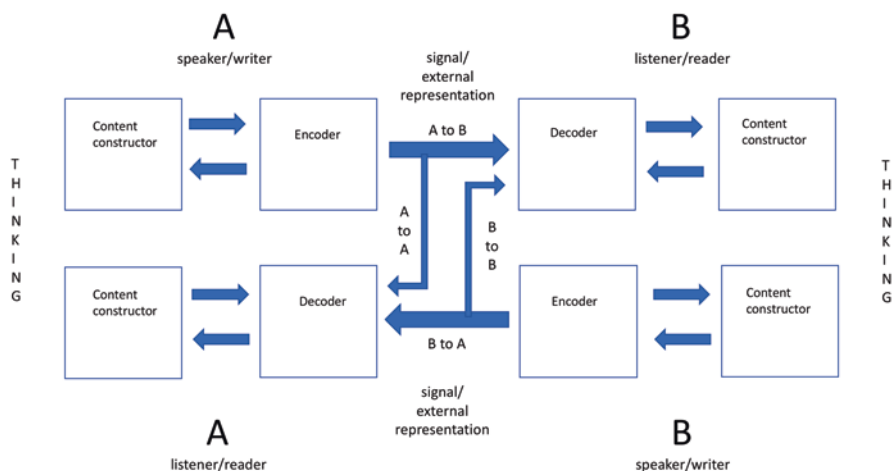 A
B
speaker/writer
signal/
external
representation
listener/reader
Content
constructor
Encoder
A to B
Decoder
Content
constructor
T
H
I
N
K
I
N
G
A
to
A
B
to
B
T
H
I
N
K
I
N
G
Content
constructor
Decoder
Encoder
Content
constructor
B to A
signal/
external
representation
A
B
listener/reader
speaker/writer